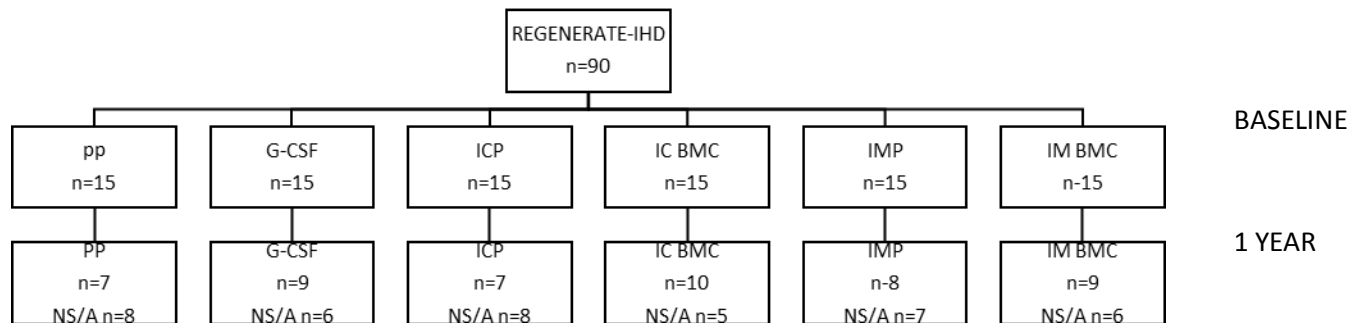 REGENERATE-IHD
n=90
BASELINE
pp
n=15
G-CSF
n=15
ICP
n=15
IC BMC
n=15
IMP
n=15
IM BMC
n-15
1 YEAR
PP
n=7
NS/A n=8
G-CSF
n=9
NS/A n=6
ICP
n=7
NS/A n=8
IC BMC
n=10
NS/A n=5
IMP
n-8
NS/A n=7
IM BMC
n=9
NS/A n=6